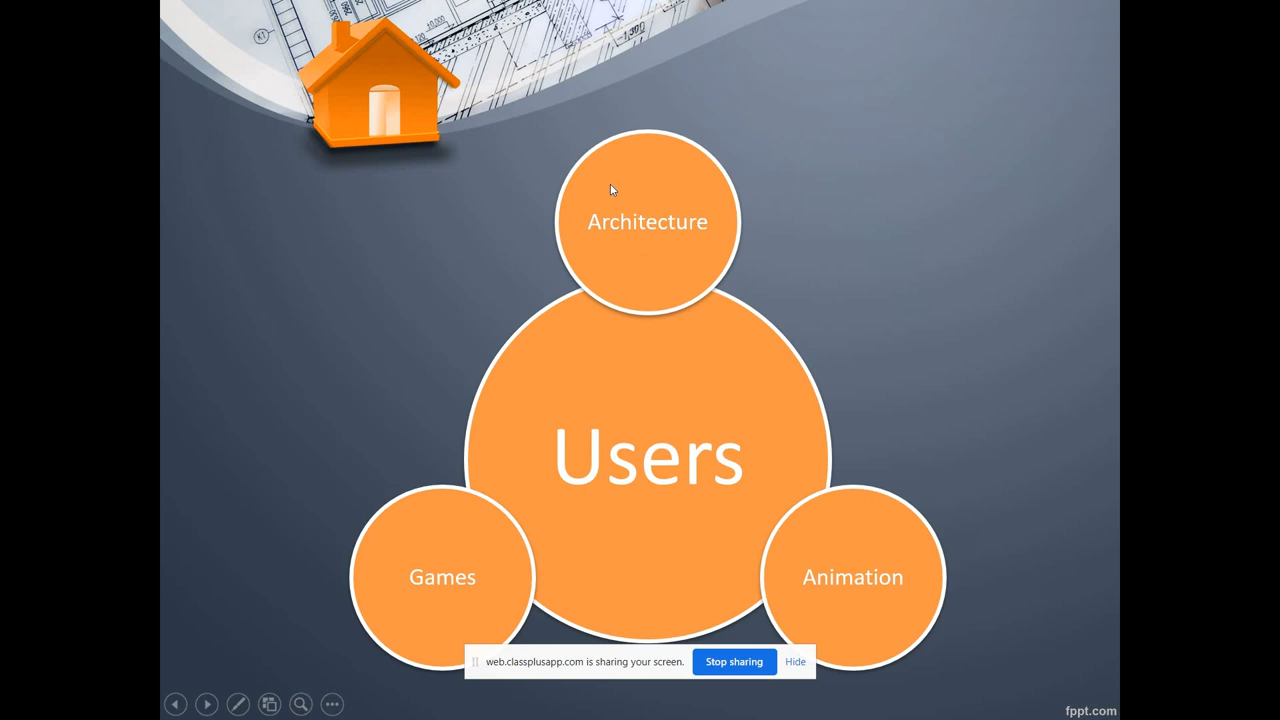 Architecture
Users
Games
Animation
web.classplusapp.com is sharing your screen.
Stop sharing
Hide
fppt.com